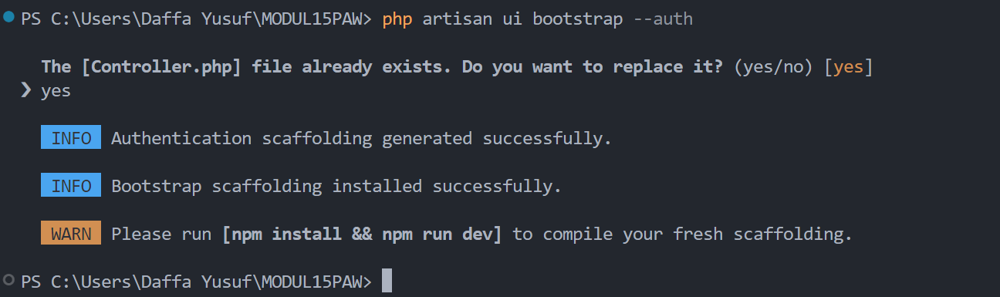 PS C:\Users\Daffa Yusuf\MODUL15PAW> php artisan ui bootstrap --auth
The [Controller.php] file already exists. Do you want to replace it? (yes/no) [yes]
❯ yes
INFO Authentication scaffolding generated successfully.
INFO Bootstrap scaffolding installed successfully.
WARN Please run [npm install && npm run dev] to compile your fresh scaffolding.
PS C:\Users\Daffa Yusuf\MODUL15PAW>